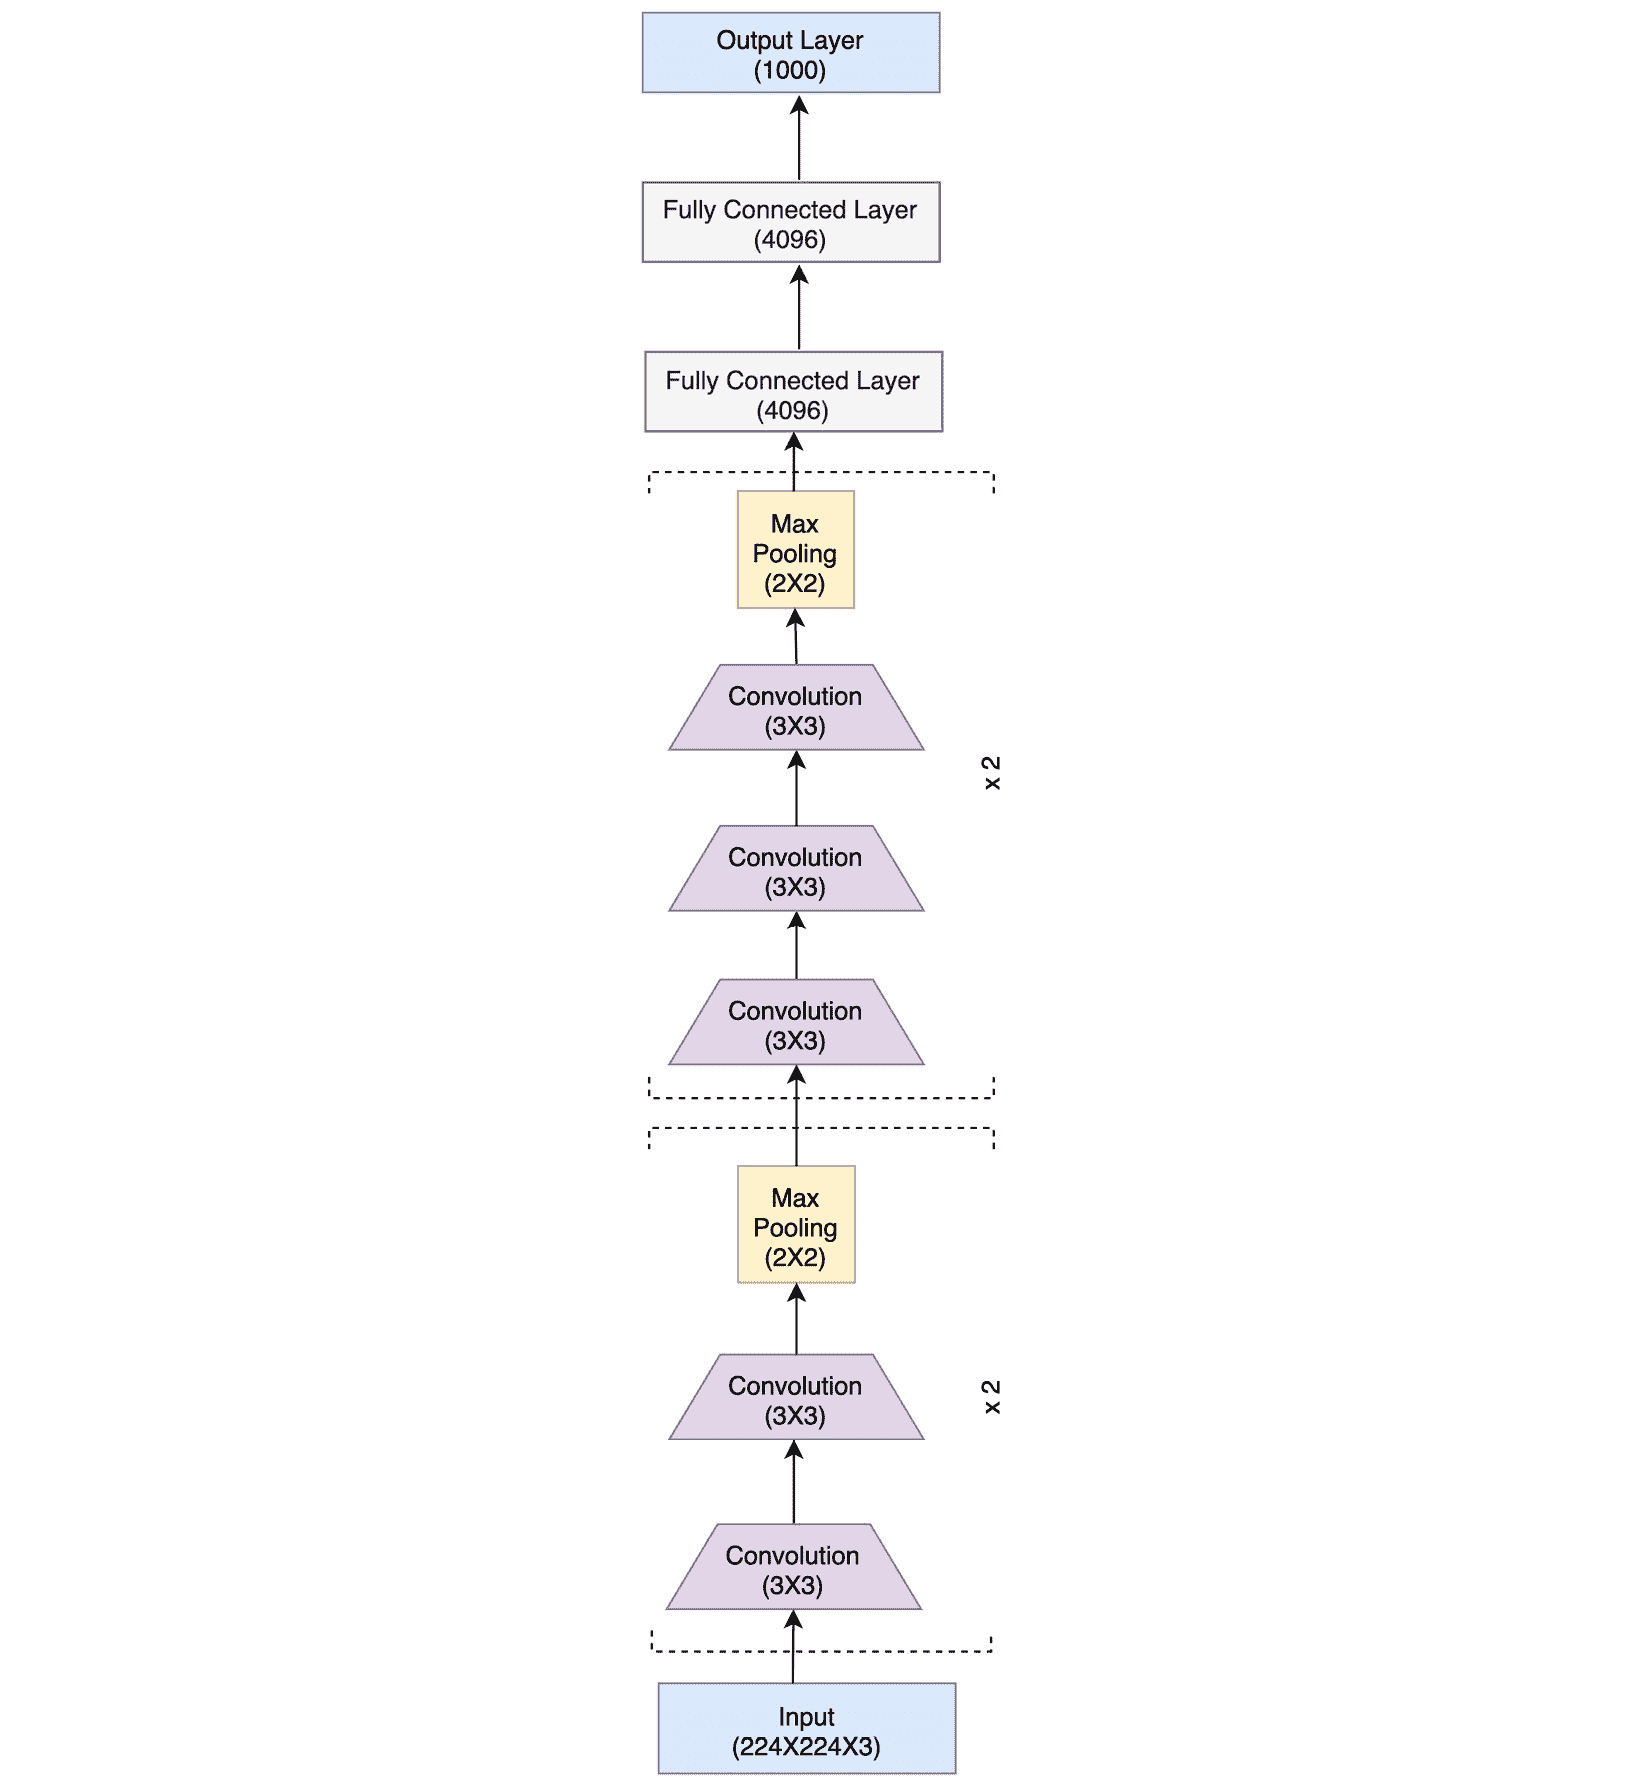 Output Layer
(1000)
Fully Connected Layer
(4096)
Fully Connected Layer
(4096)
Max
Pooling
(2X2)
Convolution
(3X3)
x 2
Convolution
(3X3)
Convolution
(3X3)
Max
Pooling
(2X2)
Convolution
(3X3)
x 2
Convolution
(3X3)
Input
(224X224X3)